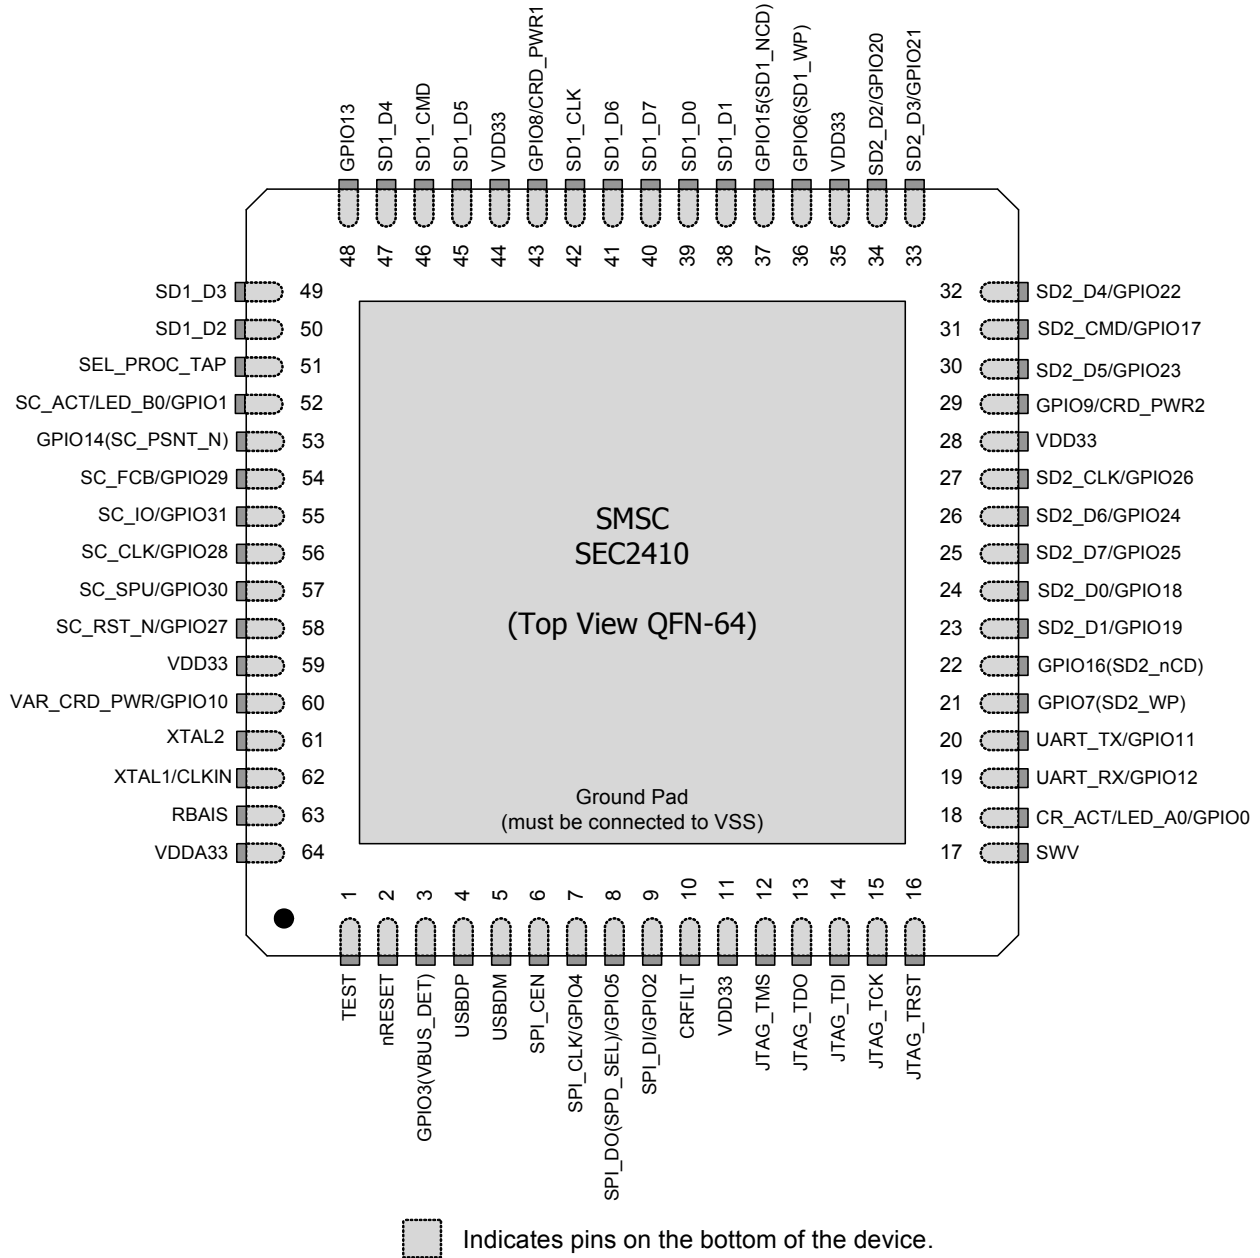 GPIO13
SD1_D4
SD1_CMD
SD1_D5
VDD33
GPIO8/CRD_PWR1
SD1_CLK
SD1_D6
SD1_D7
SD1_D0
SD1_D1
GPIO15(SD1_NCD)
GPIO6(SD1_WP)
VDD33
SD2_D2/GPIO20
SD2_D3/GPIO21
48
47
46
45
44
43
42
41
40
39
38
37
36
35
34
33
SD1_D3 49
SD1_D2 50
SEL_PROC_TAP 51
SC_ACT/LED_B0/GPIO1 52
GPIO14(SC_PSNT_N) 53
SC_FCB/GPIO29 54
SC_IO/GPIO31 55
SC_CLK/GPIO28 56
SC_SPU/GPIO30 57
SC_RST_N/GPIO27 58
VDD33 59
VAR_CRD_PWR/GPIO10 60
XTAL2 61
XTAL1/CLKIN 62
RBAIS 63
VDDA33 64
SMSC
SEC2410
(Top View QFN-64)
Ground Pad
(must be connected to VSS)
32 SD2_D4/GPIO22
31 SD2_CMD/GPIO17
30 SD2_D5/GPIO23
29 GPIO9/CRD_PWR2
28 VDD33
27 SD2_CLK/GPIO26
26 SD2_D6/GPIO24
25 SD2_D7/GPIO25
24 SD2_D0/GPIO18
23 SD2_D1/GPIO19
22 GPIO16(SD2_nCD)
21 GPIO7(SD2_WP)
20 UART_TX/GPIO11
19 UART_RX/GPIO12
18 CR_ACT/LED_A0/GPIO0
17 SWV
1
2
3
4
5
6
7
8
9
10
11
12
13
14
15
16
TEST
nRESET
GPIO3(VBUS_DET)
USBDP
USBDM
SPI_CEN
SPI_CLK/GPIO4
SPI_DO(SPD_SEL)/GPIO5
SPI_DI/GPIO2
CRFILT
VDD33
JTAG_TMS
JTAG_TDO
JTAG_TDI
JTAG_TCK
JTAG_TRST
Indicates pins on the bottom of the device.